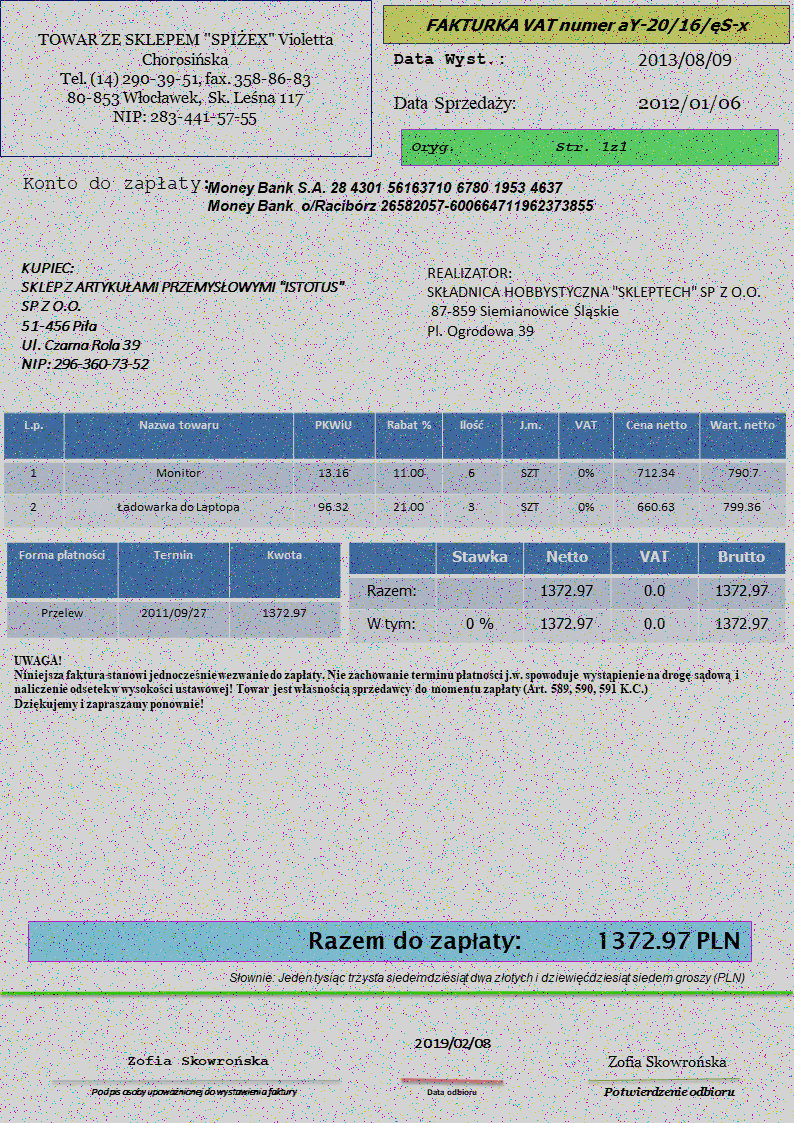 TOWAR ZE SKLEPEM "SPIŻEX" Violetta
Chorosińska
Tel. (14) 290-39-51, fax. 358-86-83
80-853 Włocławek, Sk. Leśna 117
NIP: 283-441-57-55
FAKTURKA VAT numer aY-20/16/ęS-x
Data Wyst.: 2013/08/09
Data Sprzedaży: 2012/01/06
Oryg. Str. 1z1
Konto do zapłaty:
Money Bank S.A. 28 4301 56163710 6780 1953 4637
Money Bank o/Racibórz 26582057-600664711962373855
KUPIEC:
SKLEP Z ARTYKUŁAMI PRZEMYSŁOWYMI "ISTOTUS"
SP Z O.O.
51-456 Piła
Ul. Czarna Rola 39
NIP: 296-360-73-52
REALIZATOR:
SKŁADNICA HOBBYSTYCZNA "SKLEPTECH" SP Z O.O.
87-859 Siemianowice Śląskie
Pl. Ogrodowa 39
L.p. Nazwa towaru PKWiU Rabat % Ilość J.m. VAT Cena netto Wart. netto
1 Monitor 13.16 11.00 6 SZT 0% 712.34 790.7
2 Ładowarka do Laptopa 96.32 21.00 3 SZT 0% 660.63 799.36
Forma płatności Termin Kwota
Przelew 2011/09/27 1372.97
Stawka Netto VAT Brutto
Razem: 1372.97 0.0 1372.97
W tym: 0 % 1372.97 0.0 1372.97
UWAGA!
Niniejsza faktura stanowi jednocześnie wezwanie do zapłaty. Nie zachowanie terminu płatności j.w. spowoduje wystąpienie na drogę sądową i
naliczenie odsetek w wysokości ustawowej! Towar jest własnością sprzedawcy do momentu zapłaty (Art. 589, 590, 591 K.C.)
Dziękujemy i zapraszamy ponownie!
Razem do zapłaty: 1372.97 PLN
Słownie: Jeden tysiąc trzysta siedemdziesiąt dwa złotych i dziewięćdziesiąt siedem groszy (PLN)
Zofia Skowrońska
Podpis osoby upoważnionej do wystawienia faktury
2019/02/08
Data odbioru
Zofia Skowrońska
Potwierdzenie odbioru